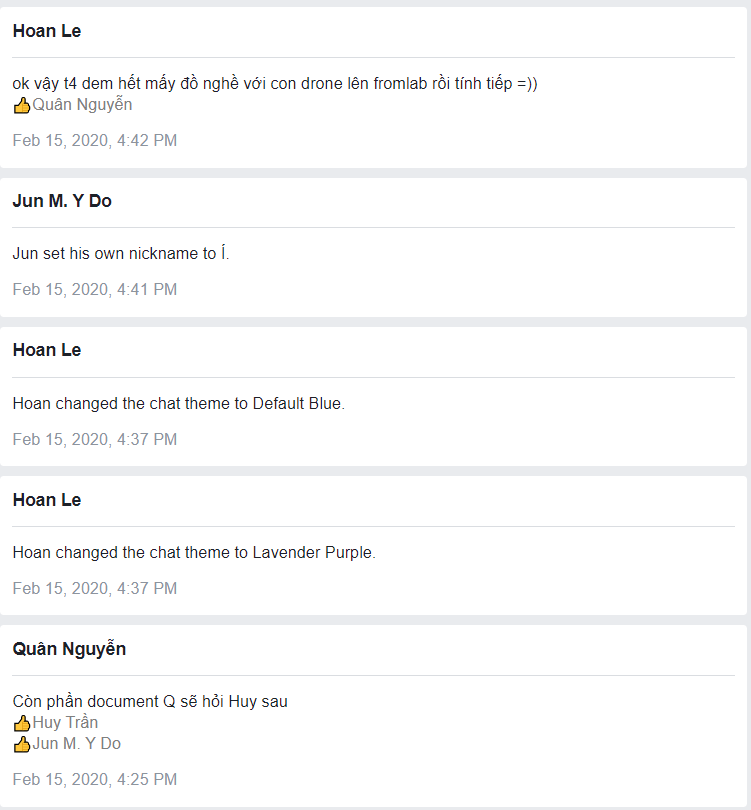 Hoan Le
ok vậy t4 dem hết mấy đồ nghề với con drone lên fromlab rồi tính tiếp =))
👍Quân Nguyễn
Feb 15, 2020, 4:42 PM
Jun M. Y Do
Jun set his own nickname to Í.
Feb 15, 2020, 4:41 PM
Hoan Le
Hoan changed the chat theme to Default Blue.
Feb 15, 2020, 4:37 PM
Hoan Le
Hoan changed the chat theme to Lavender Purple.
Feb 15, 2020, 4:37 PM
Quân Nguyễn
Còn phần document Q sẽ hỏi Huy sau
👍Huy Trần
👍Jun M. Y Do
Feb 15, 2020, 4:25 PM